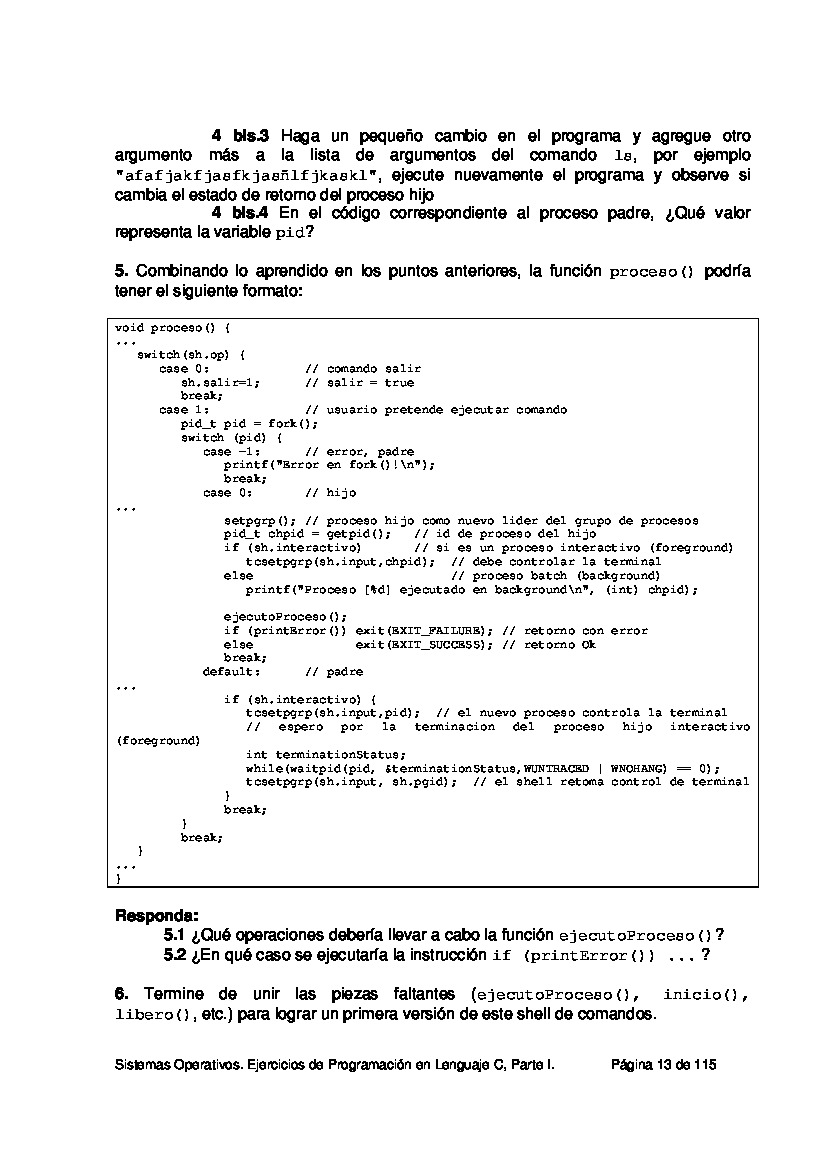 4 bis.3 Haga un pequeño cambio en el programa y agregue otro
argumento más a la lista de argumentos del comando ls, por ejemplo
"afafjakfjasfkjasñlfjkaskl", ejecute nuevamente el programa y observe si
cambia el estado de retorno del proceso hijo
4 bis.4 En el código correspondiente al proceso padre, ¿Qué valor
representa la variable pid?
5. Combinando lo aprendido en los puntos anteriores, la función proceso() podría
tener el siguiente formato:
void proceso() {
...
switch(sh.op) {
case 0: // comando salir
sh.salir=1; // salir = true
break;
case 1: // usuario pretende ejecutar comando
pid_t pid = fork();
switch (pid) {
case -1: // error, padre
printf("Error en fork()!\n");
break;
case 0: // hijo
...
setpgrp(); // proceso hijo como nuevo lider del grupo de procesos
pid_t chpid = getpid(); // id de proceso del hijo
if (sh.interactivo) // si es un proceso interactivo (foreground)
tcsetpgrp(sh.input,chpid); // debe controlar la terminal
else // proceso batch (background)
printf("Proceso [%d] ejecutado en background\n", (int) chpid);
ejecutoProceso();
if (printError()) exit(EXIT_FAILURE); // retorno con error
else exit(EXIT_SUCCESS); // retorno Ok
break;
default: // padre
...
if (sh.interactivo) {
tcsetpgrp(sh.input,pid); // el nuevo proceso controla la terminal
// espero por la terminacion del proceso hijo interactivo
(foreground)
int terminationStatus;
while(waitpid(pid, &terminationStatus,WUNTRACED | WNOHANG) == 0);
tcsetpgrp(sh.input, sh.pgid); // el shell retoma control de terminal
}
break;
}
break;
}
...
}
Responda:
5.1 ¿Qué operaciones debería llevar a cabo la función ejecutoProceso()?
5.2 ¿En qué caso se ejecutaría la instrucción if (printError()) ... ?
6. Termine de unir las piezas faltantes (ejecutoProceso(), inicio(),
libero(), etc.) para lograr un primera versión de este shell de comandos.
Sistemas Operativos. Ejercicios de Programación en Lenguaje C, Parte I. Página 13 de 115